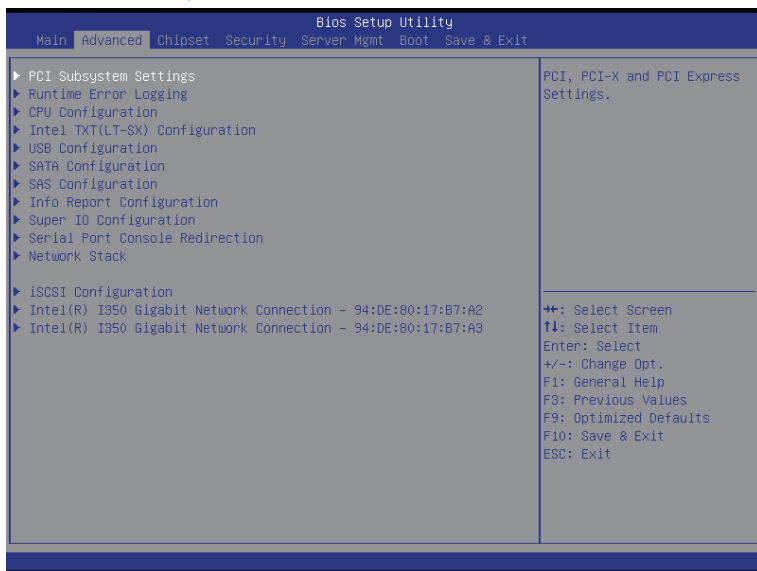 Bios Setup Utility
Main Advanced Chipset Security Server Mgmt Boot Save & Exit
PCI Subsystem Settings
Runtime Error Logging
CPU Configuration
Intel TXT(LT-SX) Configuration
USB Configuration
SATA Configuration
SAS Configuration
Info Report Configuration
Super IO Configuration
Serial Port Console Redirection
Network Stack
iSCSI Configuration
Intel(R) I350 Gigabit Network Connection - 94:DE:80:17:B7:A2
Intel(R) I350 Gigabit Network Connection - 94:DE:80:17:B7:A3
PCI, PCI-X and PCI Express
Settings.
→←: Select Screen
↑↓: Select Item
Enter: Select
+/-: Change Opt.
F1: General Help
F3: Previous Values
F9: Optimized Defaults
F10: Save & Exit
ESC: Exit